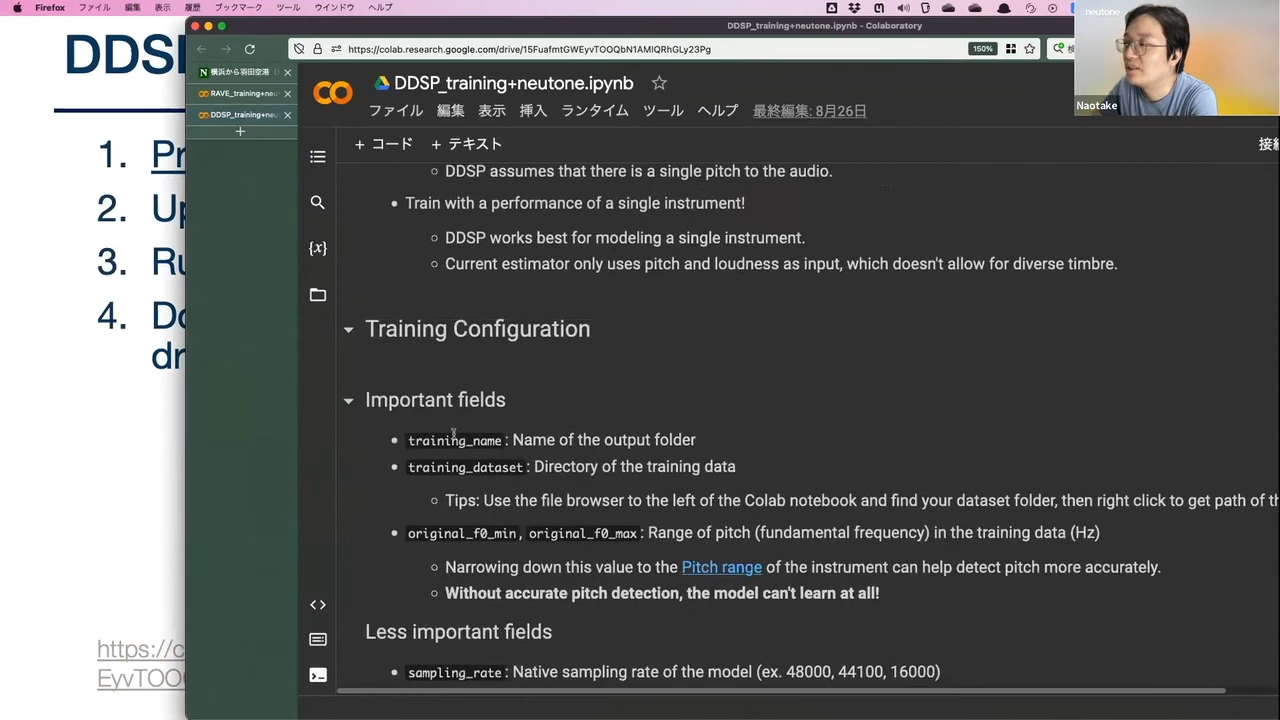 Firefox ファイル 編集 表示 履歴 ブックマーク ツール ウインドウ ヘルプ
DDSP_training+neutone.ipynb - Colaboratory
https://colab.research.google.com/drive/15FuafmtGWEyvTOOQbN1AMIQRhGLy23Pg
150%
neutone
Naotake
横浜から羽田空港
RAVE_training+neu
DDSP_training+neu
DDSP_training+neutone.ipynb
ファイル 編集 表示 挿入 ランタイム ツール ヘルプ 最終編集: 8月26日
+ コード + テキスト
DDSP
1. Pr
2. Up
3. Ru
4. Do
dr
https://c
EyvTOO
DDSP assumes that there is a single pitch to the audio.
Train with a performance of a single instrument!
DDSP works best for modeling a single instrument.
Current estimator only uses pitch and loudness as input, which doesn't allow for diverse timbre.
Training Configuration
Important fields
training_name: Name of the output folder
training_dataset: Directory of the training data
Tips: Use the file browser to the left of the Colab notebook and find your dataset folder, then right click to get path of th
original_f0_min, original_f0_max: Range of pitch (fundamental frequency) in the training data (Hz)
Narrowing down this value to the Pitch range of the instrument can help detect pitch more accurately.
Without accurate pitch detection, the model can't learn at all!
Less important fields
sampling_rate: Native sampling rate of the model (ex. 48000, 44100, 16000)